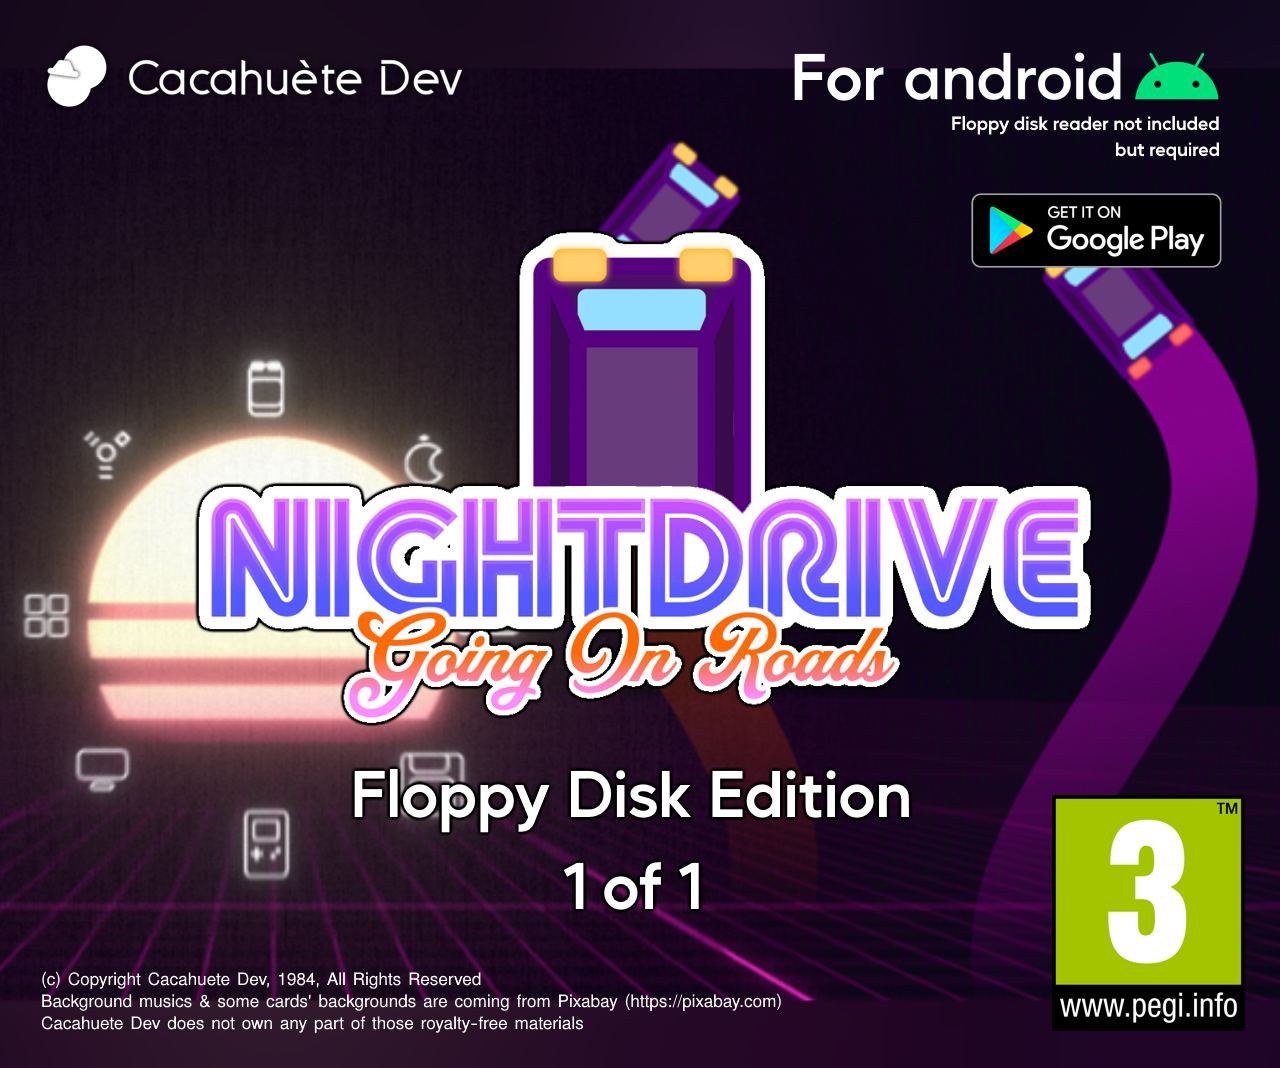 Cacahuète Dev
For android
Floppy disk reader not included
but required
GET IT ON
Google Play
NIGHTDRIVE
Going On Roads
Floppy Disk Edition
1 of 1
TM
3
www.pegi.info
(c) Copyright Cacahuete Dev, 1984, All Rights Reserved
Background musics & some cards' backgrounds are coming from Pixabay (https://pixabay.com)
Cacahuete Dev does not own any part of those royalty-free materials